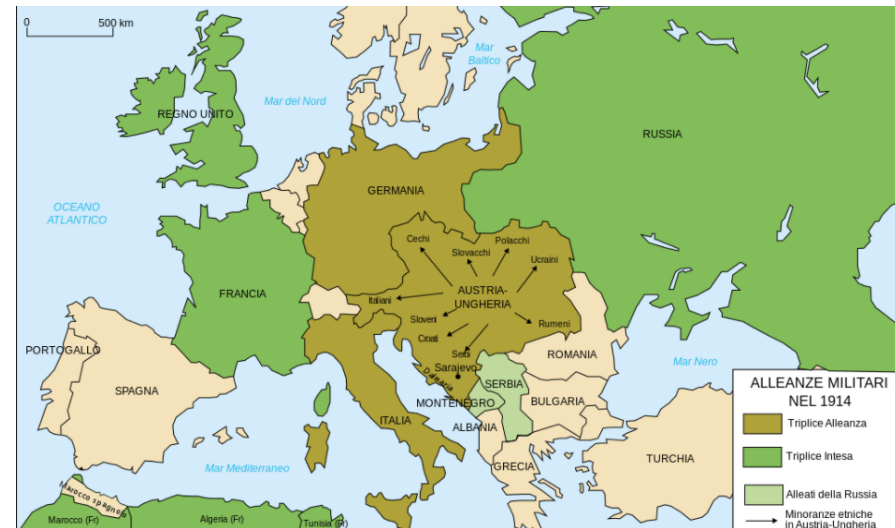 0 500 km
Mar
Baltico
Mar del Nord
REGNO UNITO
RUSSIA
OCEANO
ATLANTICO
GERMANIA
Cechi
Polacchi
Slovacchi
Ucraini
FRANCIA
AUSTRIA-
UNGHERIA
Italiani
Sloveni
Rumeni
Croati
Serbi
PORTOGALLO
ROMANIA
Mar Nero
Sarajevo
Dalmazia
SERBIA
SPAGNA
MONTENEGRO
BULGARIA
ITALIA
ALBANIA
GRECIA
TURCHIA
Mar Mediterraneo
Marocco spagnolo
Marocco (Fr)
Algeria (Fr)
Tunisia (Fr)
ALLEANZE MILITARI
NEL 1914
Triplice Alleanza
Triplice Intesa
Alleati della Russia
Minoranze etniche
in Austria-Ungheria